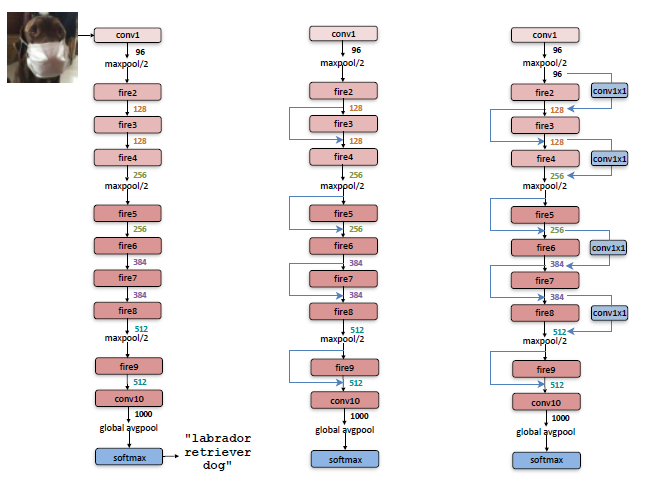 conv1
96
maxpool/2
fire2
128
fire3
128
fire4
256
maxpool/2
fire5
256
fire6
384
fire7
384
fire8
512
maxpool/2
fire9
512
conv10
1000
global avgpool
softmax
"labrador
retriever
dog"
conv1
96
maxpool/2
fire2
128
fire3
128
fire4
256
maxpool/2
fire5
256
fire6
384
fire7
384
fire8
512
maxpool/2
fire9
512
conv10
1000
global avgpool
softmax
conv1
96
maxpool/2
96
conv1x1
fire2
128
fire3
128
conv1x1
fire4
256
maxpool/2
fire5
256
conv1x1
fire6
384
fire7
384
conv1x1
fire8
512
maxpool/2
fire9
512
conv10
1000
global avgpool
softmax